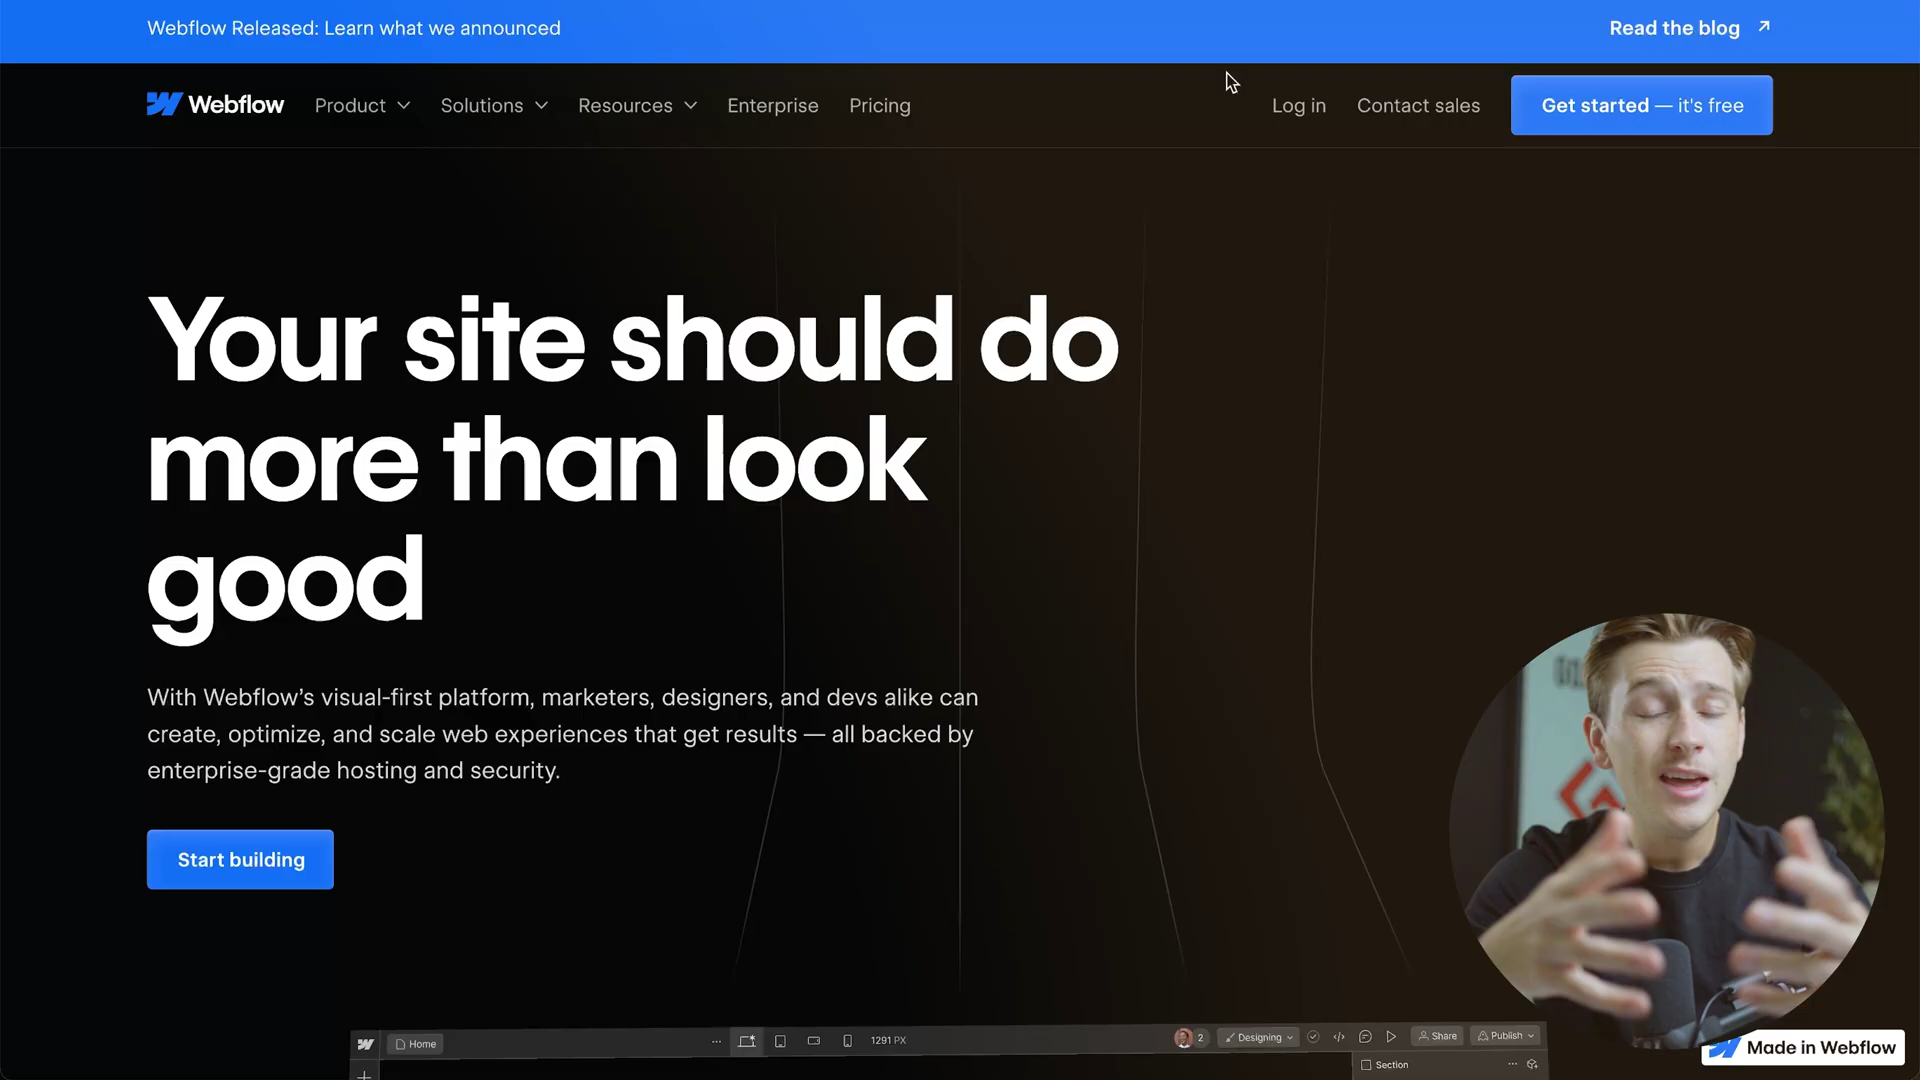 Webflow Released: Learn what we announced
Read the blog
Webflow
Product
Solutions
Resources
Enterprise
Pricing
Log in
Contact sales
Get started — it's free
Your site should do
more than look
good
With Webflow’s visual-first platform, marketers, designers, and devs alike can
create, optimize, and scale web experiences that get results — all backed by
enterprise-grade hosting and security.
Start building
Home
1291 PX
2
Designing
Share
Publish
Section
Made in Webflow